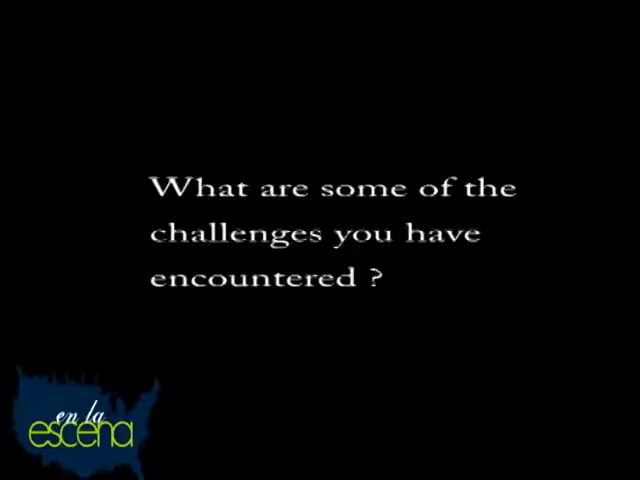 What are some of the
challenges you have
encountered ?
en la
escena